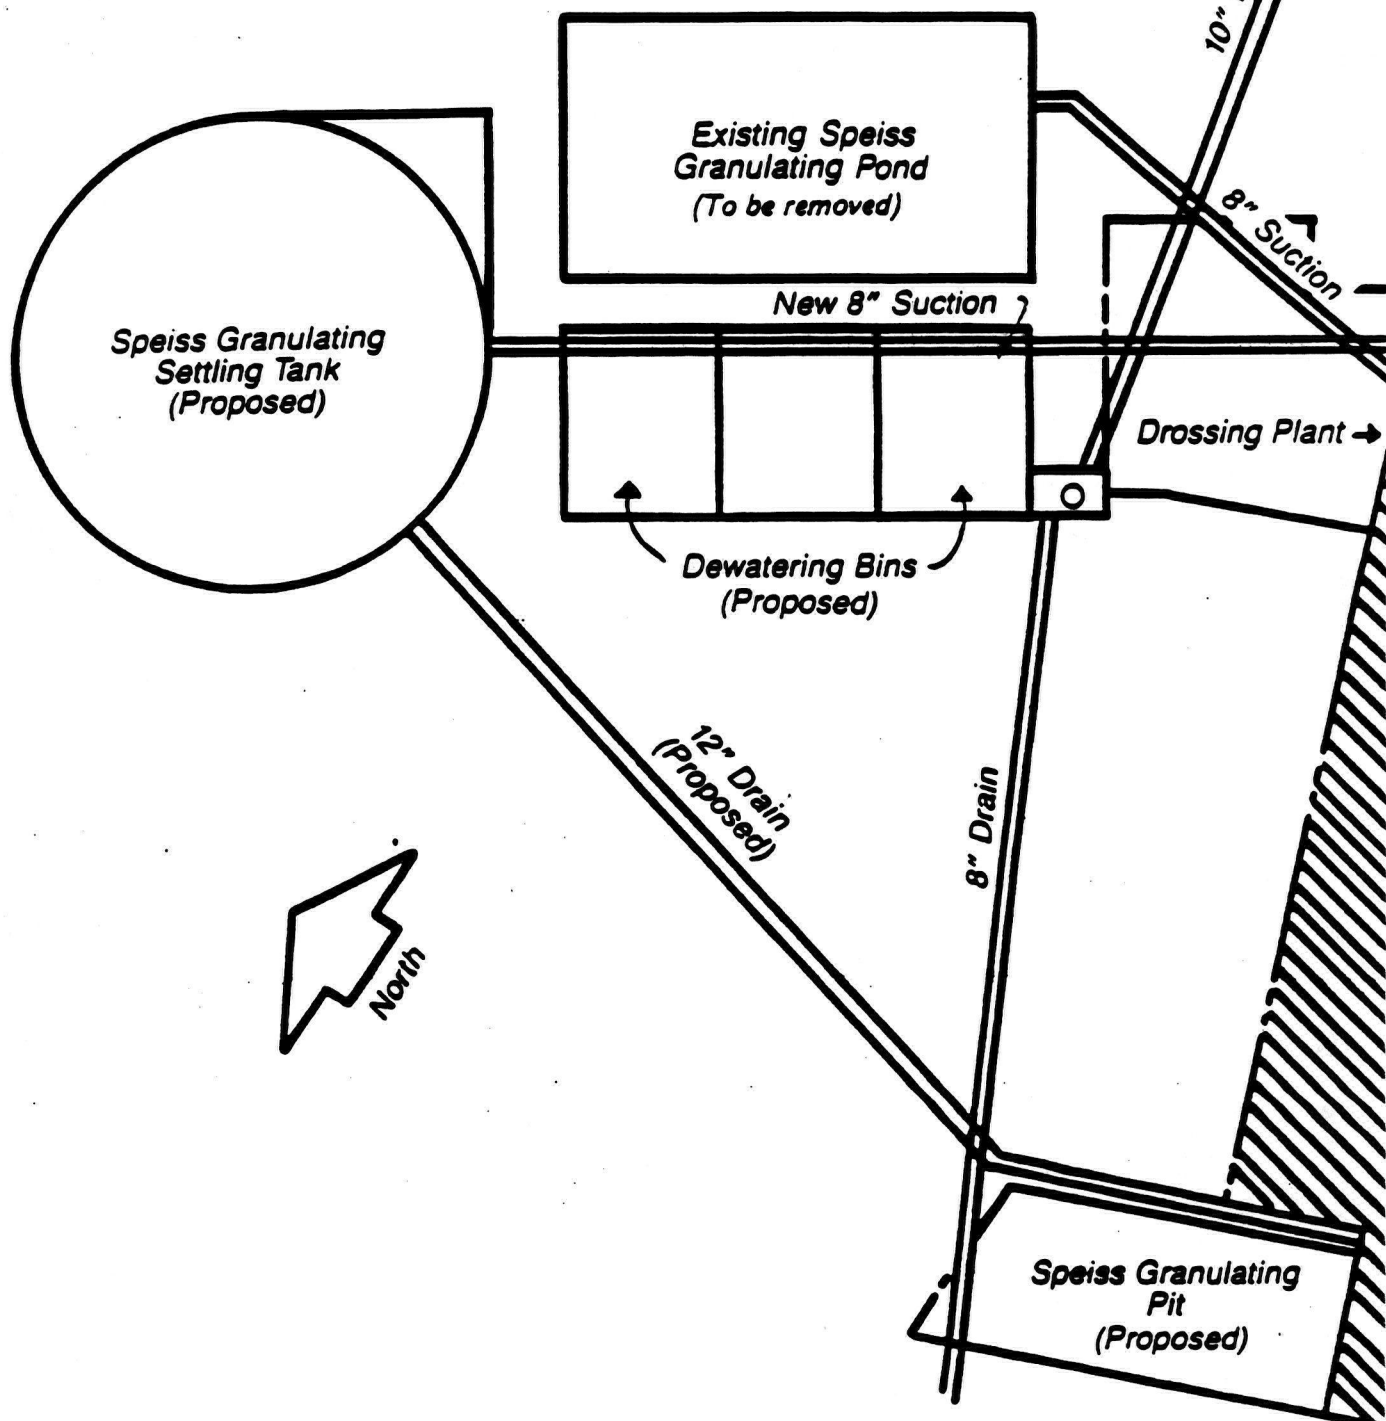 10"
Existing Speiss
Granulating Pond
(To be removed)
8" Suction
New 8" Suction
Speiss Granulating
Settling Tank
(Proposed)
Drossing Plant
Dewatering Bins
(Proposed)
12" Drain
(Proposed)
8" Drain
North
Speiss Granulating
Pit
(Proposed)